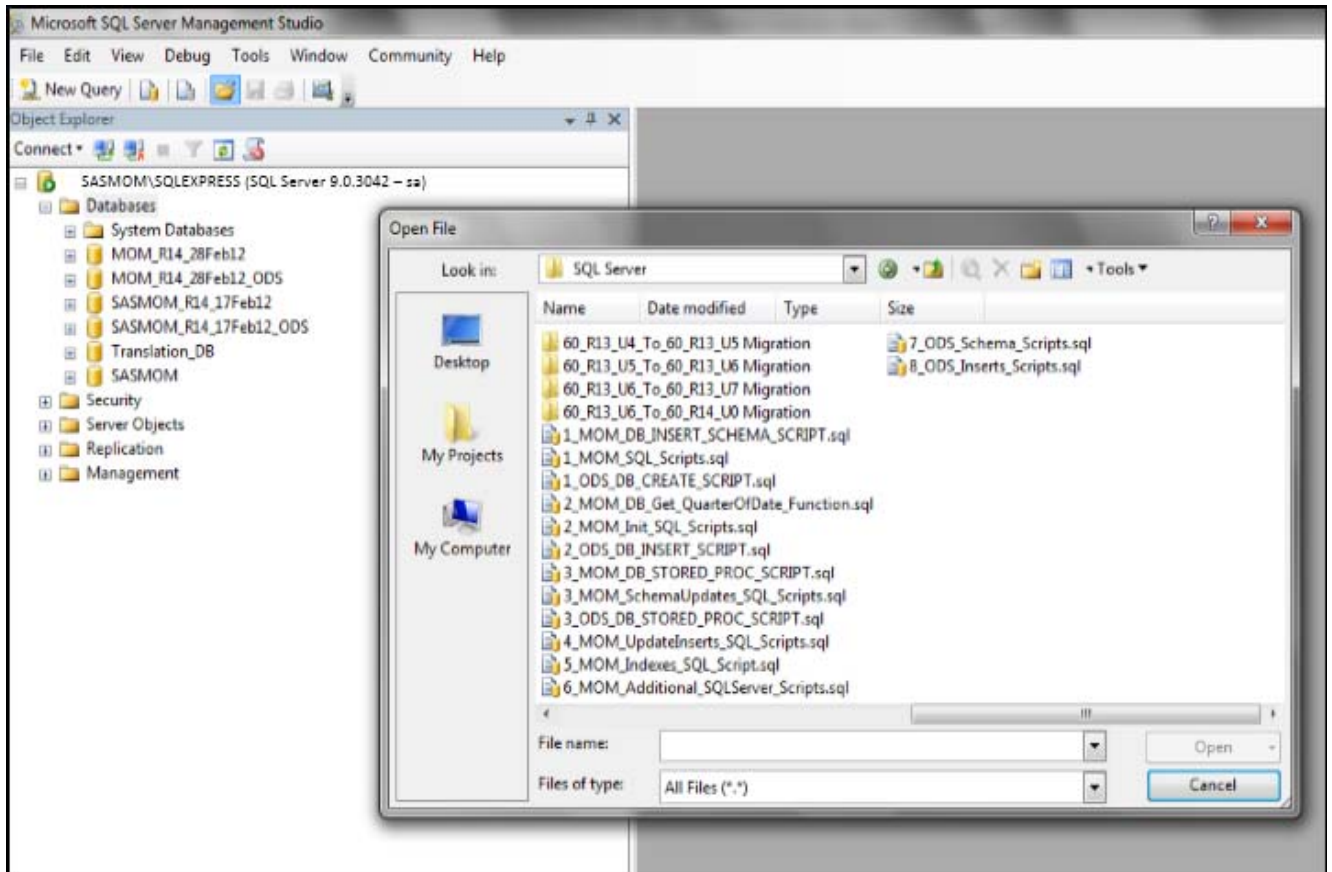 Microsoft SQL Server Management Studio
File Edit View Debug Tools Window Community Help
New Query
Object Explorer
Connect
SASMOM\SQLEXPRESS (SQL Server 9.0.3042 – sa)
Databases
System Databases
MOM_R14_28Feb12
MOM_R14_28Feb12_ODS
SASMOM_R14_17Feb12
SASMOM_R14_17Feb12_ODS
Translation_DB
SASMOM
Security
Server Objects
Replication
Management
Open File
Look in: SQL Server Tools
Desktop
My Projects
My Computer
Name Date modified Type Size
60_R13_U4_To_60_R13_U5 Migration
60_R13_U5_To_60_R13_U6 Migration
60_R13_U6_To_60_R13_U7 Migration
60_R13_U6_To_60_R14_U0 Migration
1_MOM_DB_INSERT_SCHEMA_SCRIPT.sql
1_MOM_SQL_Scripts.sql
1_ODS_DB_CREATE_SCRIPT.sql
2_MOM_DB_Get_QuarterOfDate_Function.sql
2_MOM_Init_SQL_Scripts.sql
2_ODS_DB_INSERT_SCRIPT.sql
3_MOM_DB_STORED_PROC_SCRIPT.sql
3_MOM_SchemaUpdates_SQL_Scripts.sql
3_ODS_DB_STORED_PROC_SCRIPT.sql
4_MOM_UpdateInserts_SQL_Scripts.sql
5_MOM_Indexes_SQL_Script.sql
6_MOM_Additional_SQLServer_Scripts.sql
7_ODS_Schema_Scripts.sql
8_ODS_Inserts_Scripts.sql
File name:
Open
Files of type: All Files (*.*)
Cancel